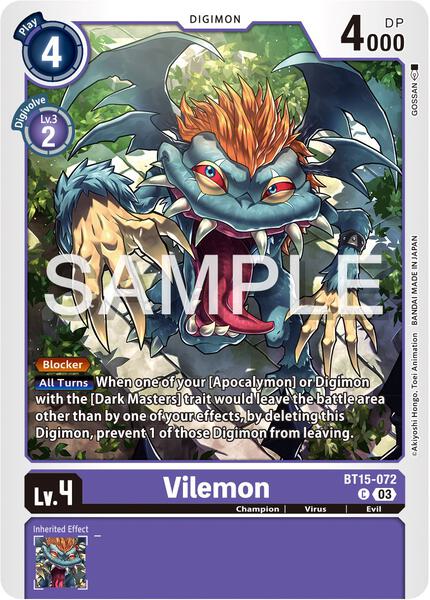 DIGIMON
Play
4
DP
4000
Digivolve
Lv.3
2
GOSSAN
©Akiyoshi Hongo, Toei Animation BANDAI MADE IN JAPAN
SAMPLE
Blocker
All Turns When one of your [Apocalymon] or Digimon
with the [Dark Masters] trait would leave the battle area
other than by one of your effects, by deleting this
Digimon, prevent 1 of those Digimon from leaving.
Lv.4
Vilemon
BT15-072
C 03
Champion | Virus | Evil
Inherited Effect
–